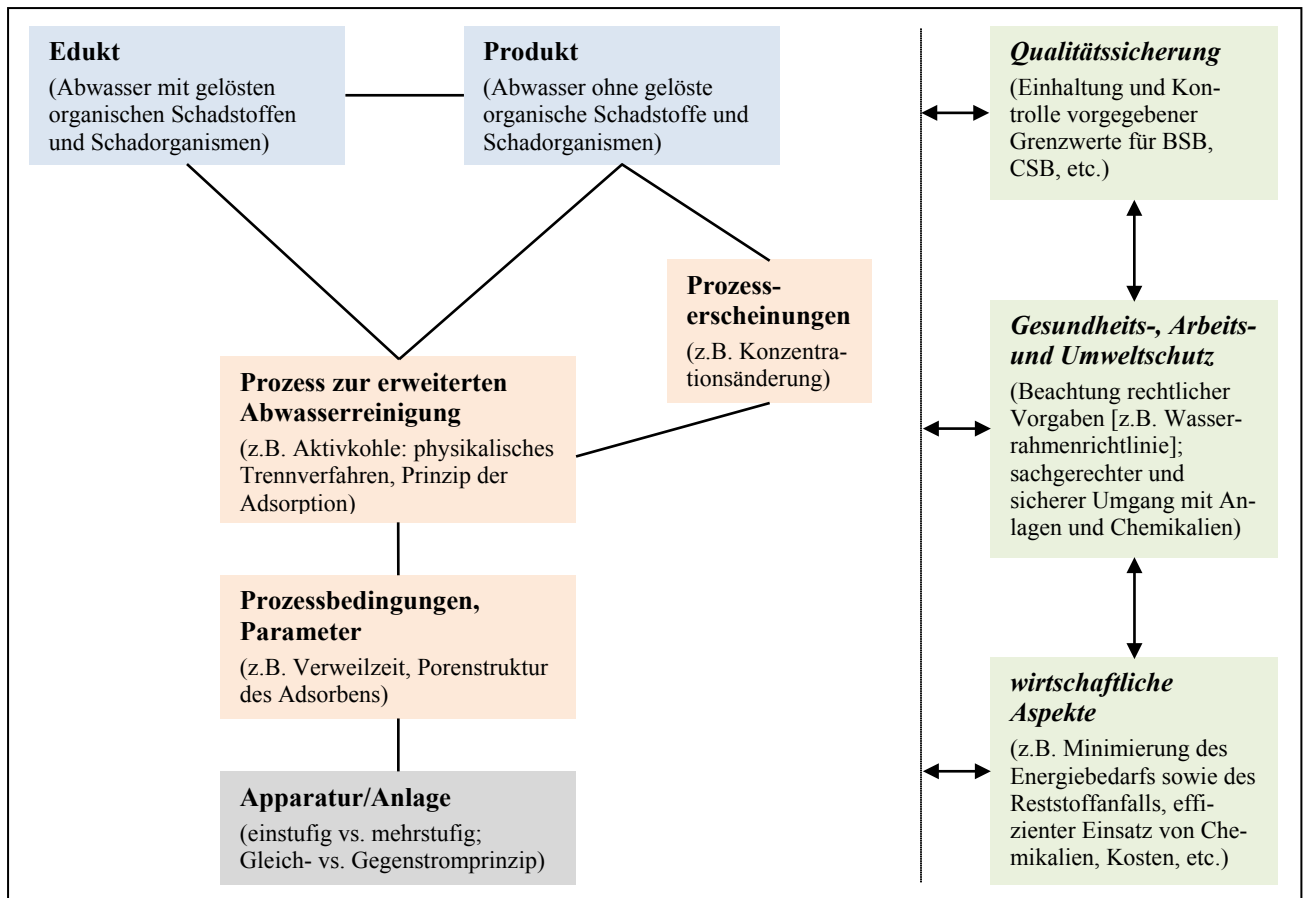 Edukt
(Abwasser mit gelösten
organischen Schadstoffen
und Schadorganismen)
Produkt
(Abwasser ohne gelöste
organische Schadstoffe und
Schadorganismen)
Prozess-
erscheinungen
(z.B. Konzentra-
tionsänderung)
Prozess zur erweiterten
Abwasserreinigung
(z.B. Aktivkohle: physikalisches
Trennverfahren, Prinzip der
Adsorption)
Prozessbedingungen,
Parameter
(z.B. Verweilzeit, Porenstruktur
des Adsorbens)
Apparatur/Anlage
(einstufig vs. mehrstufig;
Gleich- vs. Gegenstromprinzip)
Qualitätssicherung
(Einhaltung und Kon-
trolle vorgegebener
Grenzwerte für BSB,
CSB, etc.)
Gesundheits-, Arbeits-
und Umweltschutz
(Beachtung rechtlicher
Vorgaben [z.B. Wasser-
rahmenrichtlinie];
sachgerechter und
sicherer Umgang mit An-
lagen und Chemikalien)
wirtschaftliche
Aspekte
(z.B. Minimierung des
Energiebedarfs sowie des
Reststoffanfalls, effi-
zienter Einsatz von Che-
mikalien, Kosten, etc.)